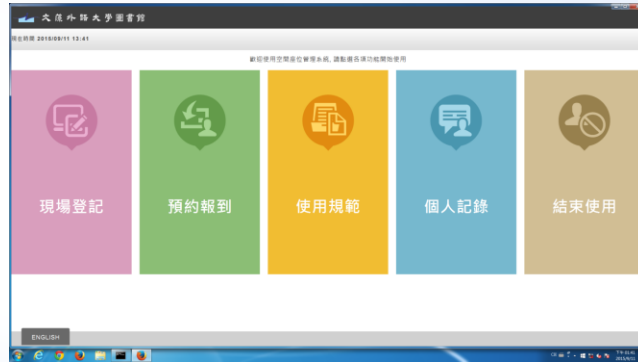 文藻外語大學圖書館
現在時間 2015/09/11 13:41
歡迎使用空間座位管理系統, 請點選各項功能開始使用
現場登記
預約報到
使用規範
個人記錄
結束使用
ENGLISH